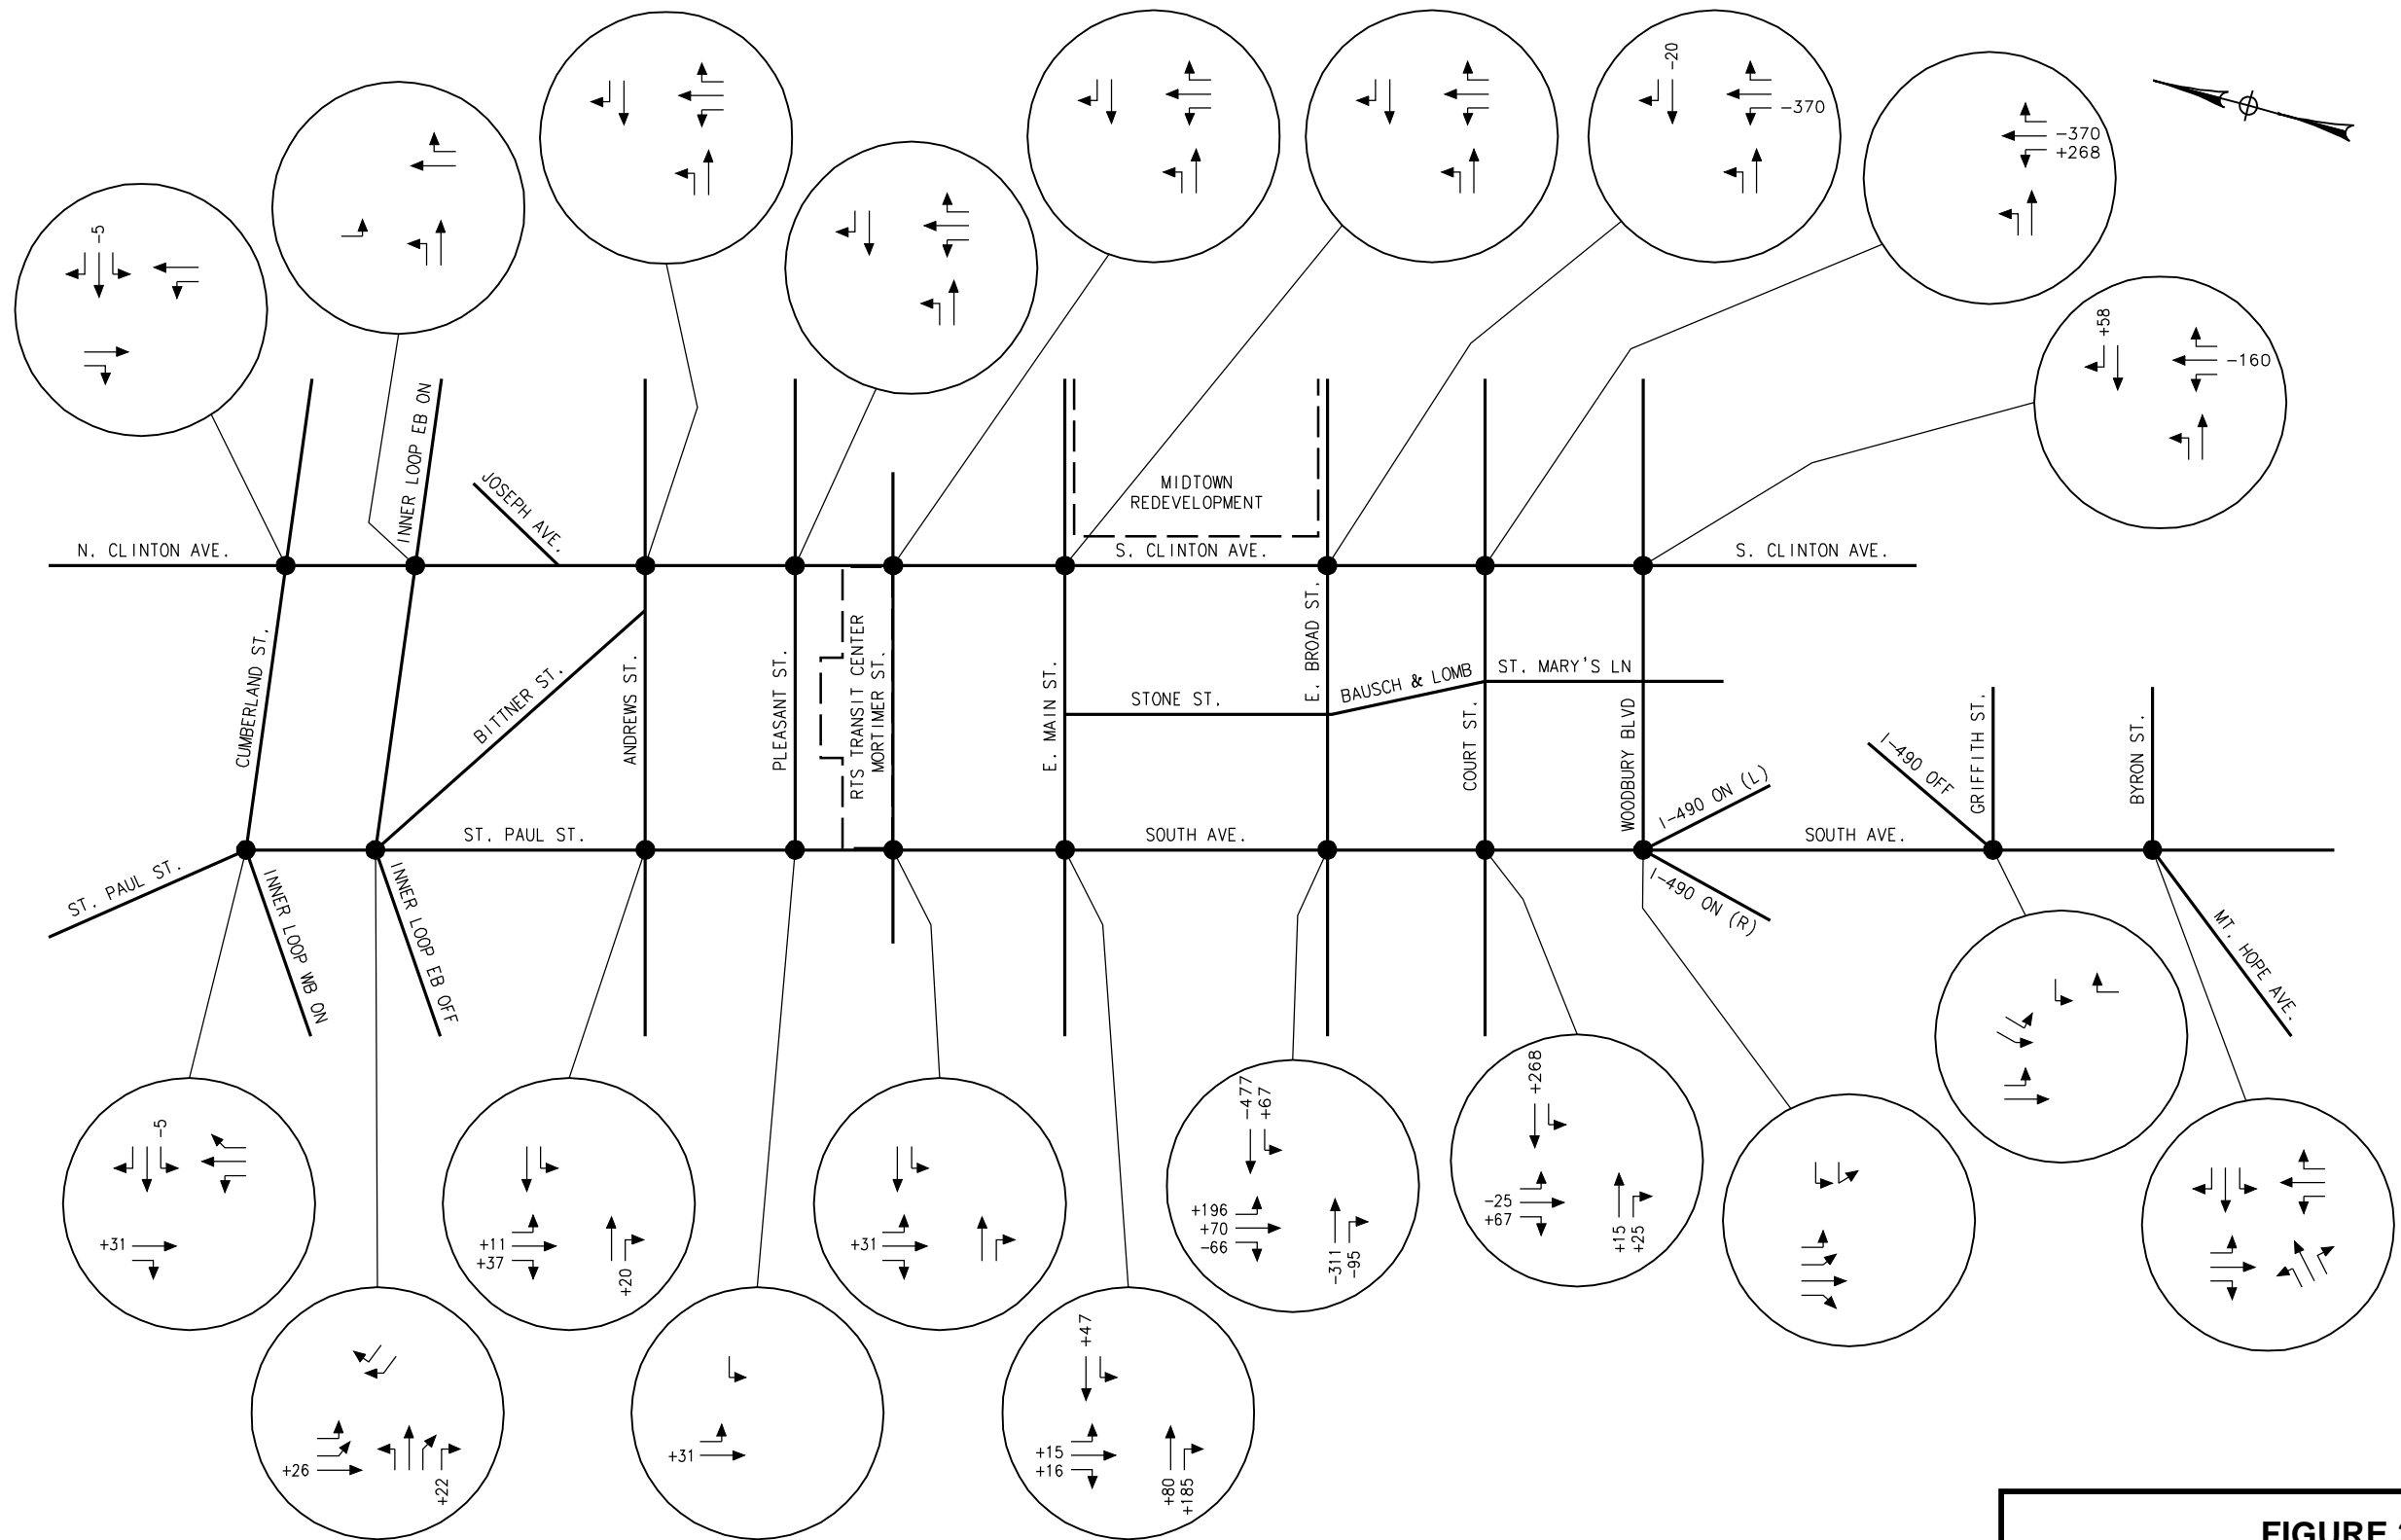 -20
-370
-370
+268
-5
+58
-160
INNER LOOP EB ON
JOSEPH AVE.
MIDTOWN
REDEVELOPMENT
N. CLINTON AVE.
S. CLINTON AVE.
S. CLINTON AVE.
CUMBERLAND ST.
BITTNER ST.
ANDREWS ST.
PLEASANT ST.
RTS TRANSIT CENTER
MORTIMER ST.
E. MAIN ST.
STONE ST.
E. BROAD ST.
BAUSCH & LOMB
ST. MARY'S LN
COURT ST.
WOODBURY BLVD
I-490 ON (L)
I-490 OFF
GRIFFITH ST.
BYRON ST.
ST. PAUL ST.
ST. PAUL ST.
SOUTH AVE.
SOUTH AVE.
INNER LOOP WB ON
INNER LOOP EB OFF
I-490 ON (R)
MT. HOPE AVE.
-5
+31
+26
+22
+11
+37
+20
+31
+31
+47
+15
+16
+80
+185
-477
+67
+196
+70
-66
-311
-95
+268
-25
+67
+15
+25
FIGURE